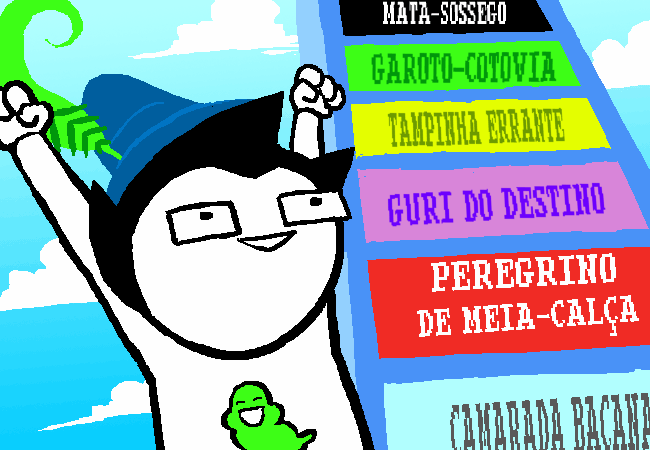 MATA-SOSSEGO
GAROTO-COTOVIA
TAMPINHA ERRANTE
GURI DO DESTINO
PEREGRINO
DE MEIA-CALÇA
CAMARADA BACANA